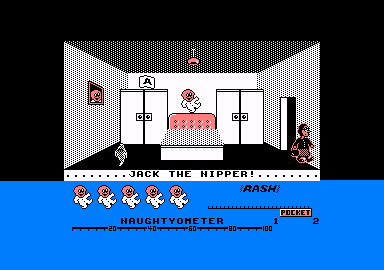 A
.......JACK THE NIPPER!.......
RASH
POCKET
NAUGHTYOMETER 1 2
20 40 60 80 100